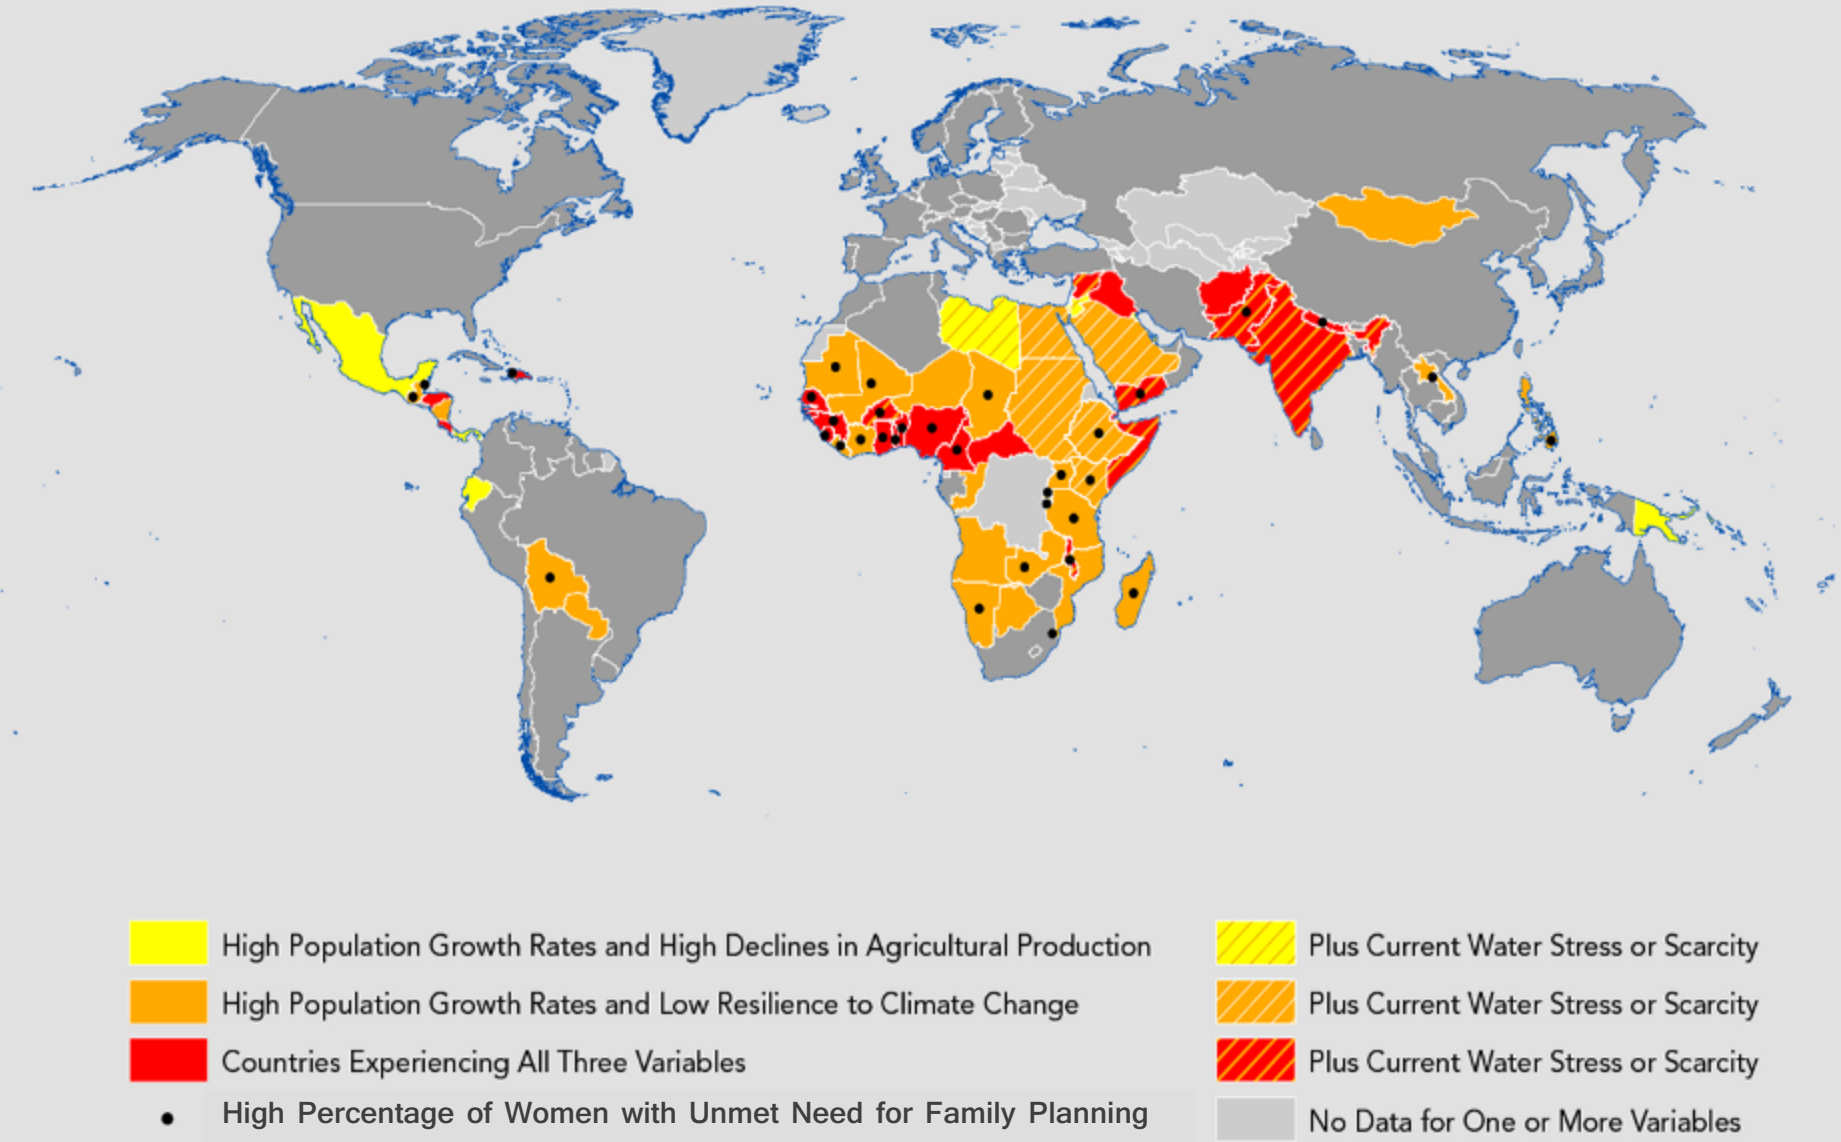 High Population Growth Rates and High Declines in Agricultural Production
High Population Growth Rates and Low Resilience to Climate Change
Countries Experiencing All Three Variables
High Percentage of Women with Unmet Need for Family Planning
Plus Current Water Stress or Scarcity
Plus Current Water Stress or Scarcity
Plus Current Water Stress or Scarcity
No Data for One or More Variables